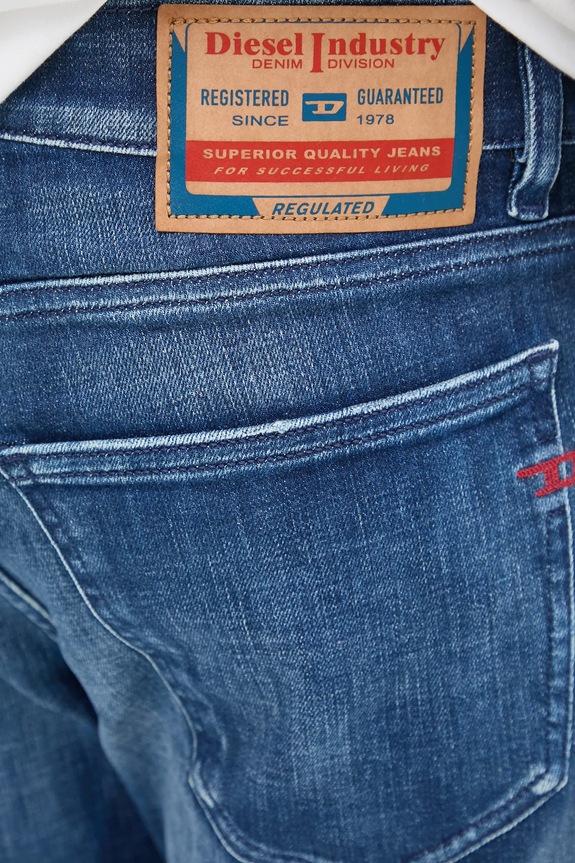 Diesel Industry
DENIM DIVISION
REGISTERED D GUARANTEED
SINCE 1978
SUPERIOR QUALITY JEANS
FOR SUCCESSFUL LIVING
REGULATED
D